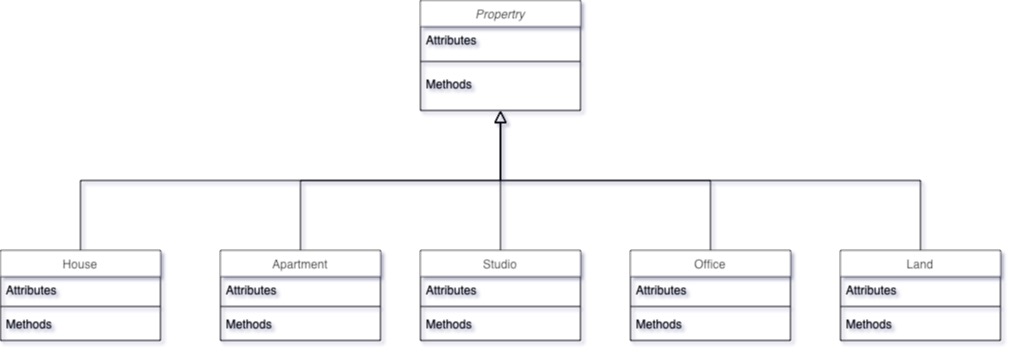 Propertry
Attributes
Methods
House
Apartment
Studio
Office
Land
Attributes
Attributes
Attributes
Attributes
Attributes
Methods
Methods
Methods
Methods
Methods